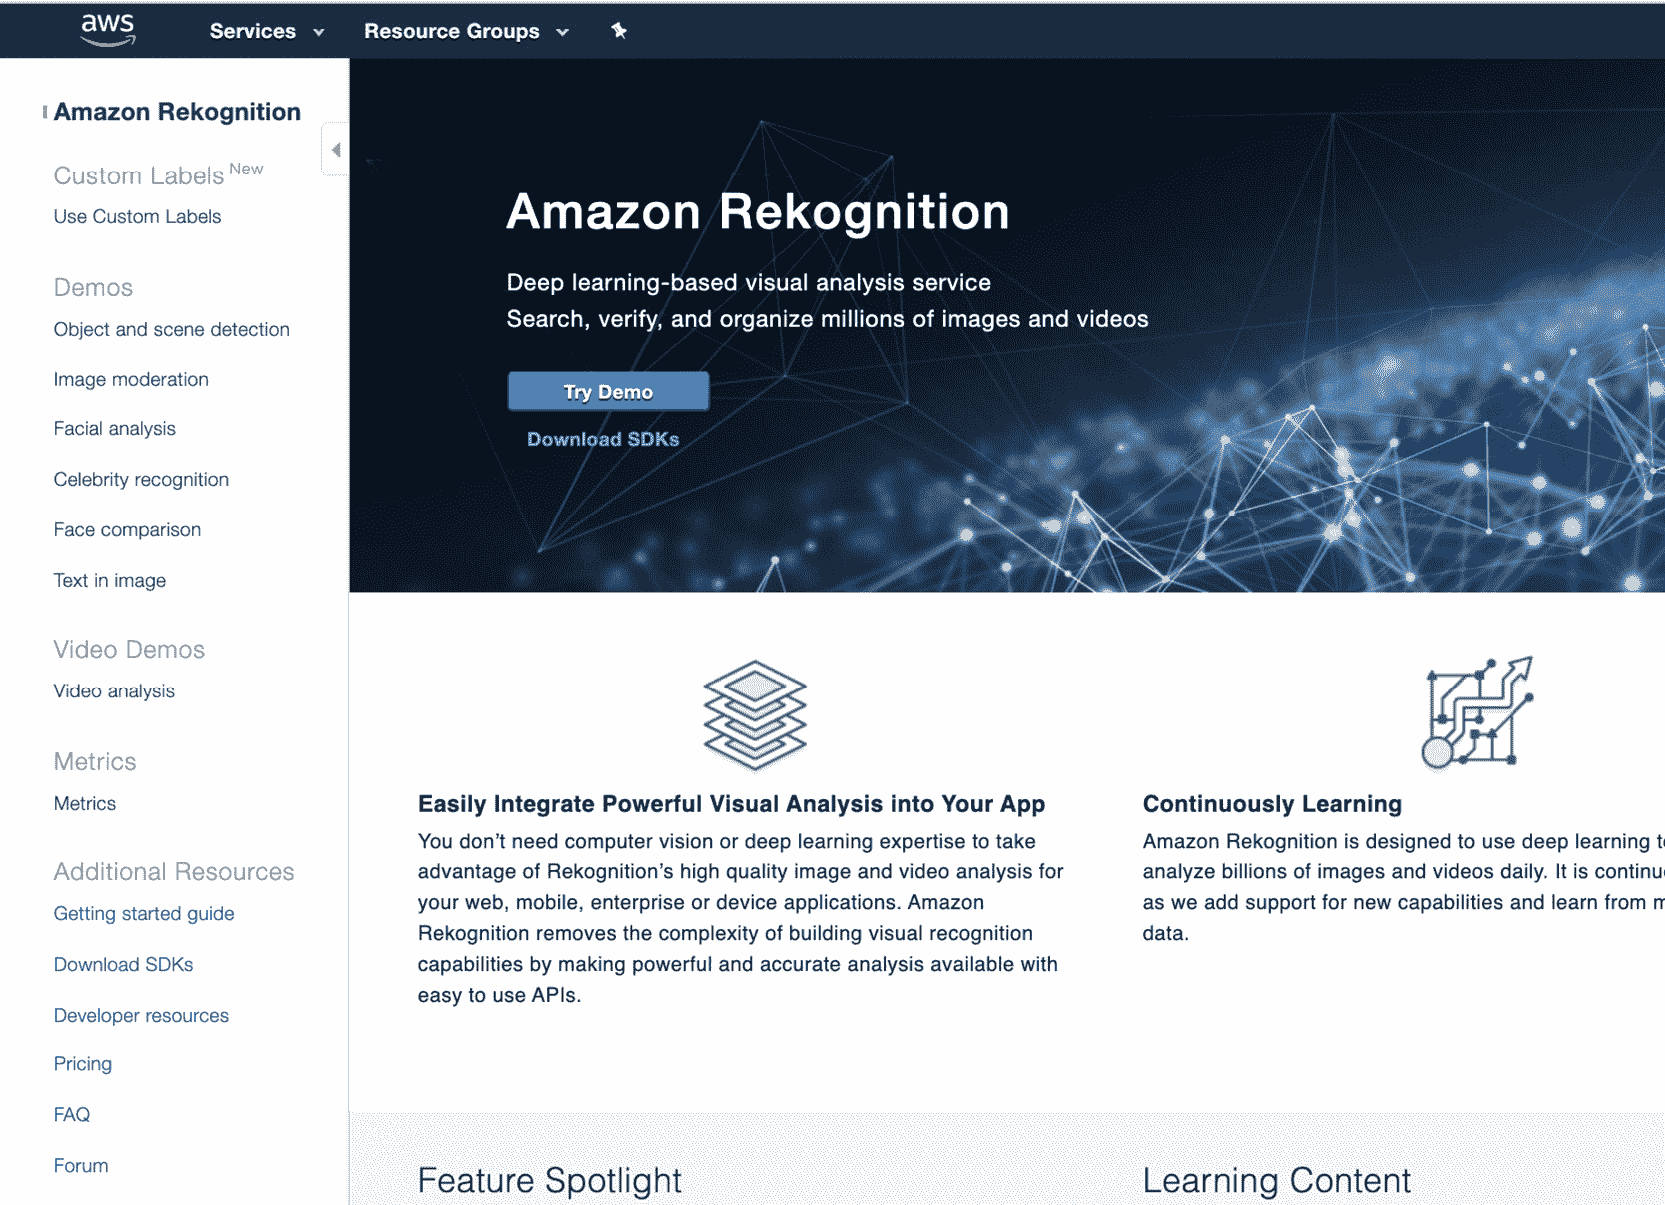 aws Services Resource Groups
Amazon Rekognition
Custom Labels New
Use Custom Labels
Demos
Object and scene detection
Image moderation
Facial analysis
Celebrity recognition
Face comparison
Text in image
Video Demos
Video analysis
Metrics
Metrics
Additional Resources
Getting started guide
Download SDKs
Developer resources
Pricing
FAQ
Forum
Amazon Rekognition
Deep learning-based visual analysis service
Search, verify, and organize millions of images and videos
Try Demo
Download SDKs
Easily Integrate Powerful Visual Analysis into Your App
You don’t need computer vision or deep learning expertise to take
advantage of Rekognition’s high quality image and video analysis for
your web, mobile, enterprise or device applications. Amazon
Rekognition removes the complexity of building visual recognition
capabilities by making powerful and accurate analysis available with
easy to use APIs.
Continuously Learning
Amazon Rekognition is designed to use deep learning
analyze billions of images and videos daily. It is
as we add support for new capabilities and learn from
data.
Feature Spotlight
Learning Content